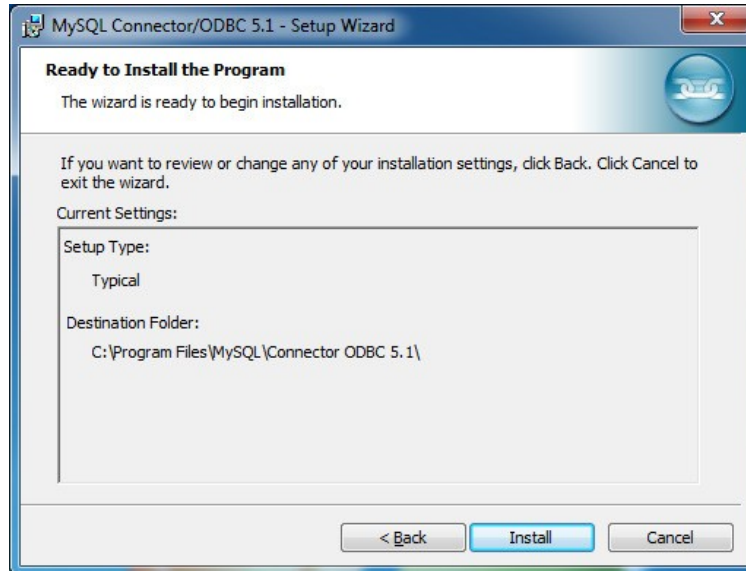 MySQL Connector/ODBC 5.1 - Setup Wizard
Ready to Install the Program
The wizard is ready to begin installation.
If you want to review or change any of your installation settings, click Back. Click Cancel to
exit the wizard.
Current Settings:
Setup Type:
Typical
Destination Folder:
C:\Program Files\MySQL\Connector ODBC 5.1\
< Back
Install
Cancel